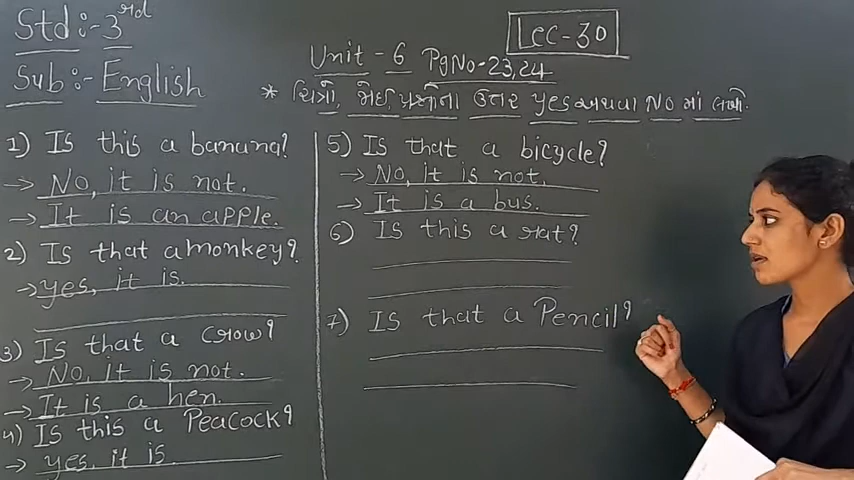 Std:- 3rd
Sub:- English
Lec-30
Unit - 6 PgNo-23,24
* ચિત્રો જોઈ પ્રશ્નોના ઉત્તર yes અથવા No માં લખો.
1) Is this a banana?
→ No, it is not.
→ It is an apple.
2) Is that a monkey?
→ yes, it is.
3) Is that a crow?
→ No, it is not.
→ It is a hen.
4) Is this a Peacock?
→ yes, it is.
5) Is that a bicycle?
→ No, it is not.
→ It is a bus.
6) Is this a rat?
7) Is that a Pencil?